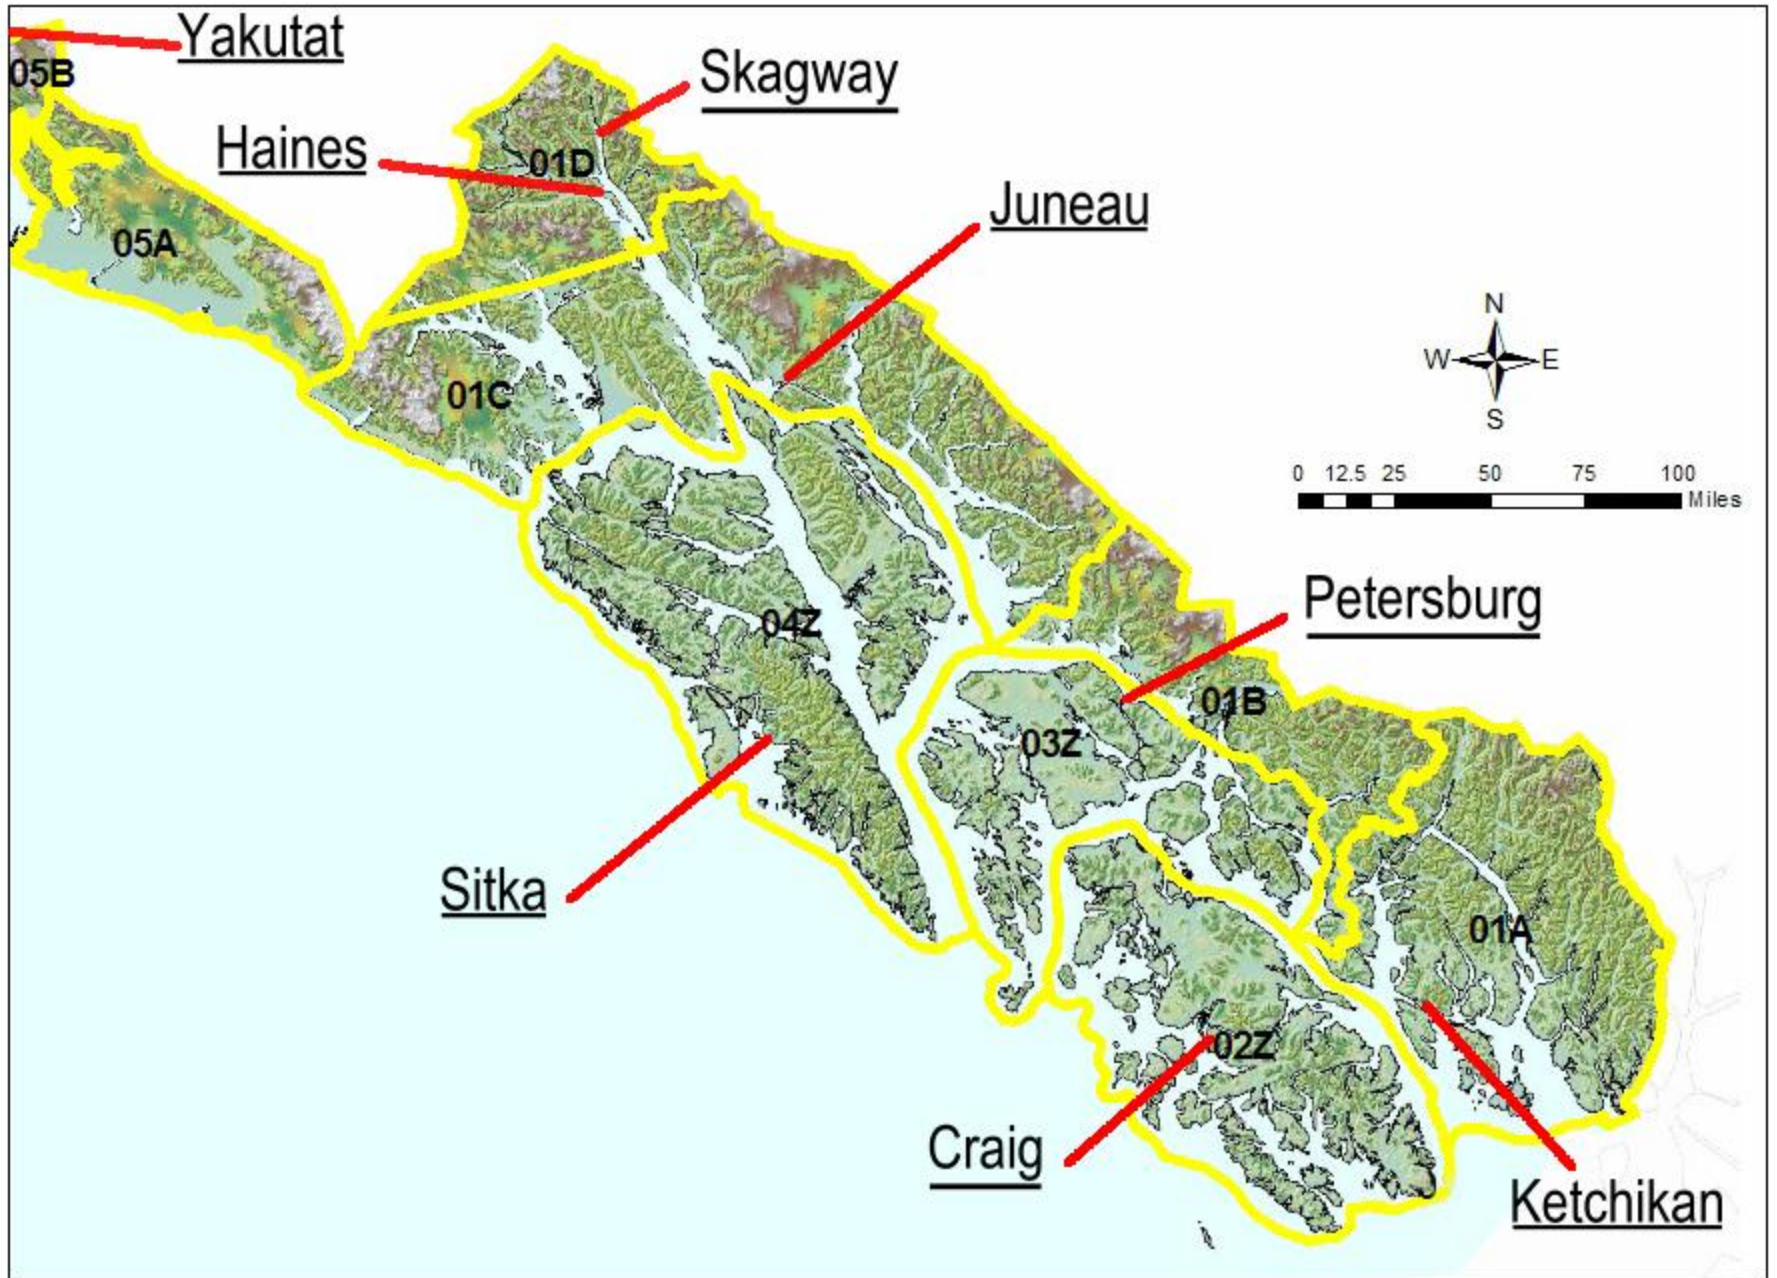 Yakutat
05B
Skagway
Haines
01D
Juneau
05A
N
W E
S
01C
0 12.5 25 50 75 100
Miles
Petersburg
04Z
01B
03Z
Sitka
01A
02Z
Craig
Ketchikan